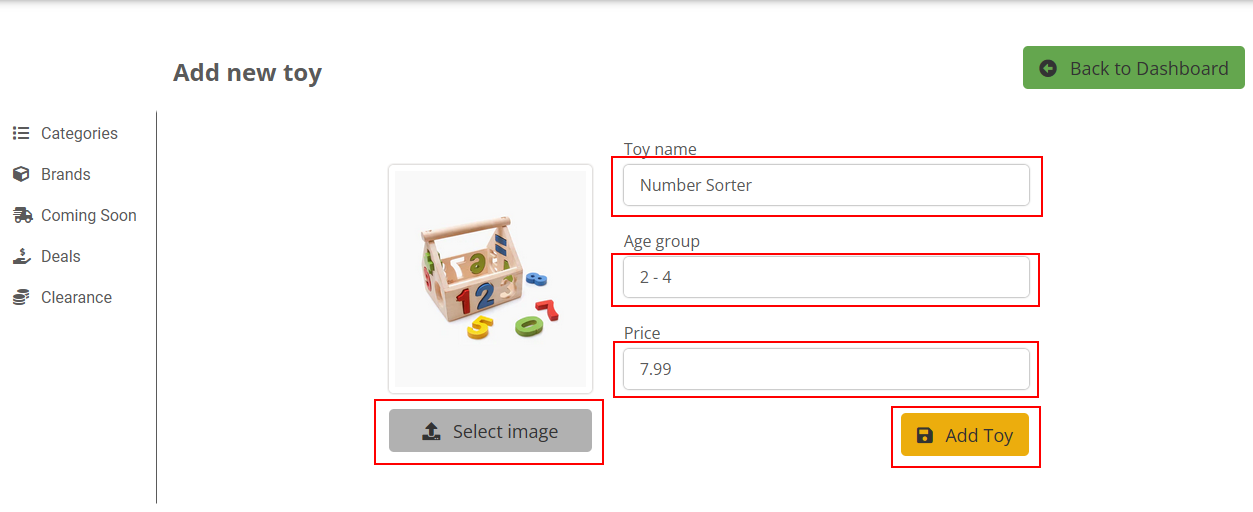 Add new toy
Back to Dashboard
Categories
Brands
Coming Soon
Deals
Clearance
Toy name
Number Sorter
Age group
2 - 4
Price
7.99
Select image
Add Toy